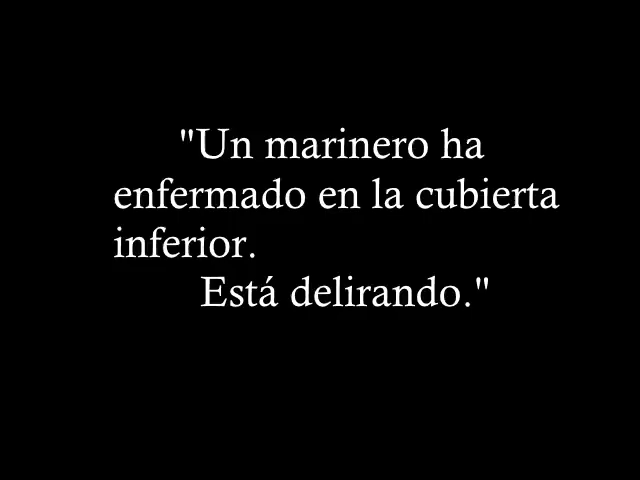 "Un marinero ha
enfermado en la cubierta
inferior.
Está delirando."